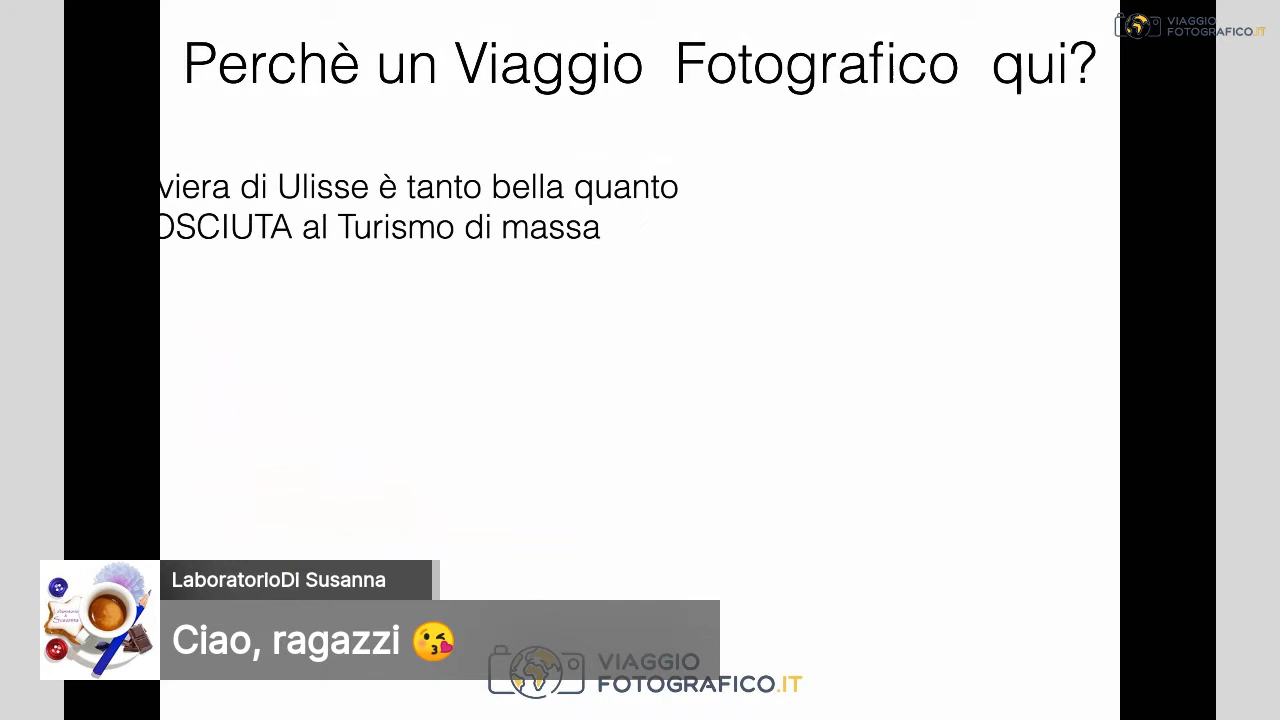 VIAGGIO
FOTOGRAFICO.IT
Perchè un Viaggio Fotografico qui?
viera di Ulisse è tanto bella quanto
OSCIUTA al Turismo di massa
LaboratorioDi Susanna
Ciao, ragazzi 😘
VIAGGIO
FOTOGRAFICO.IT